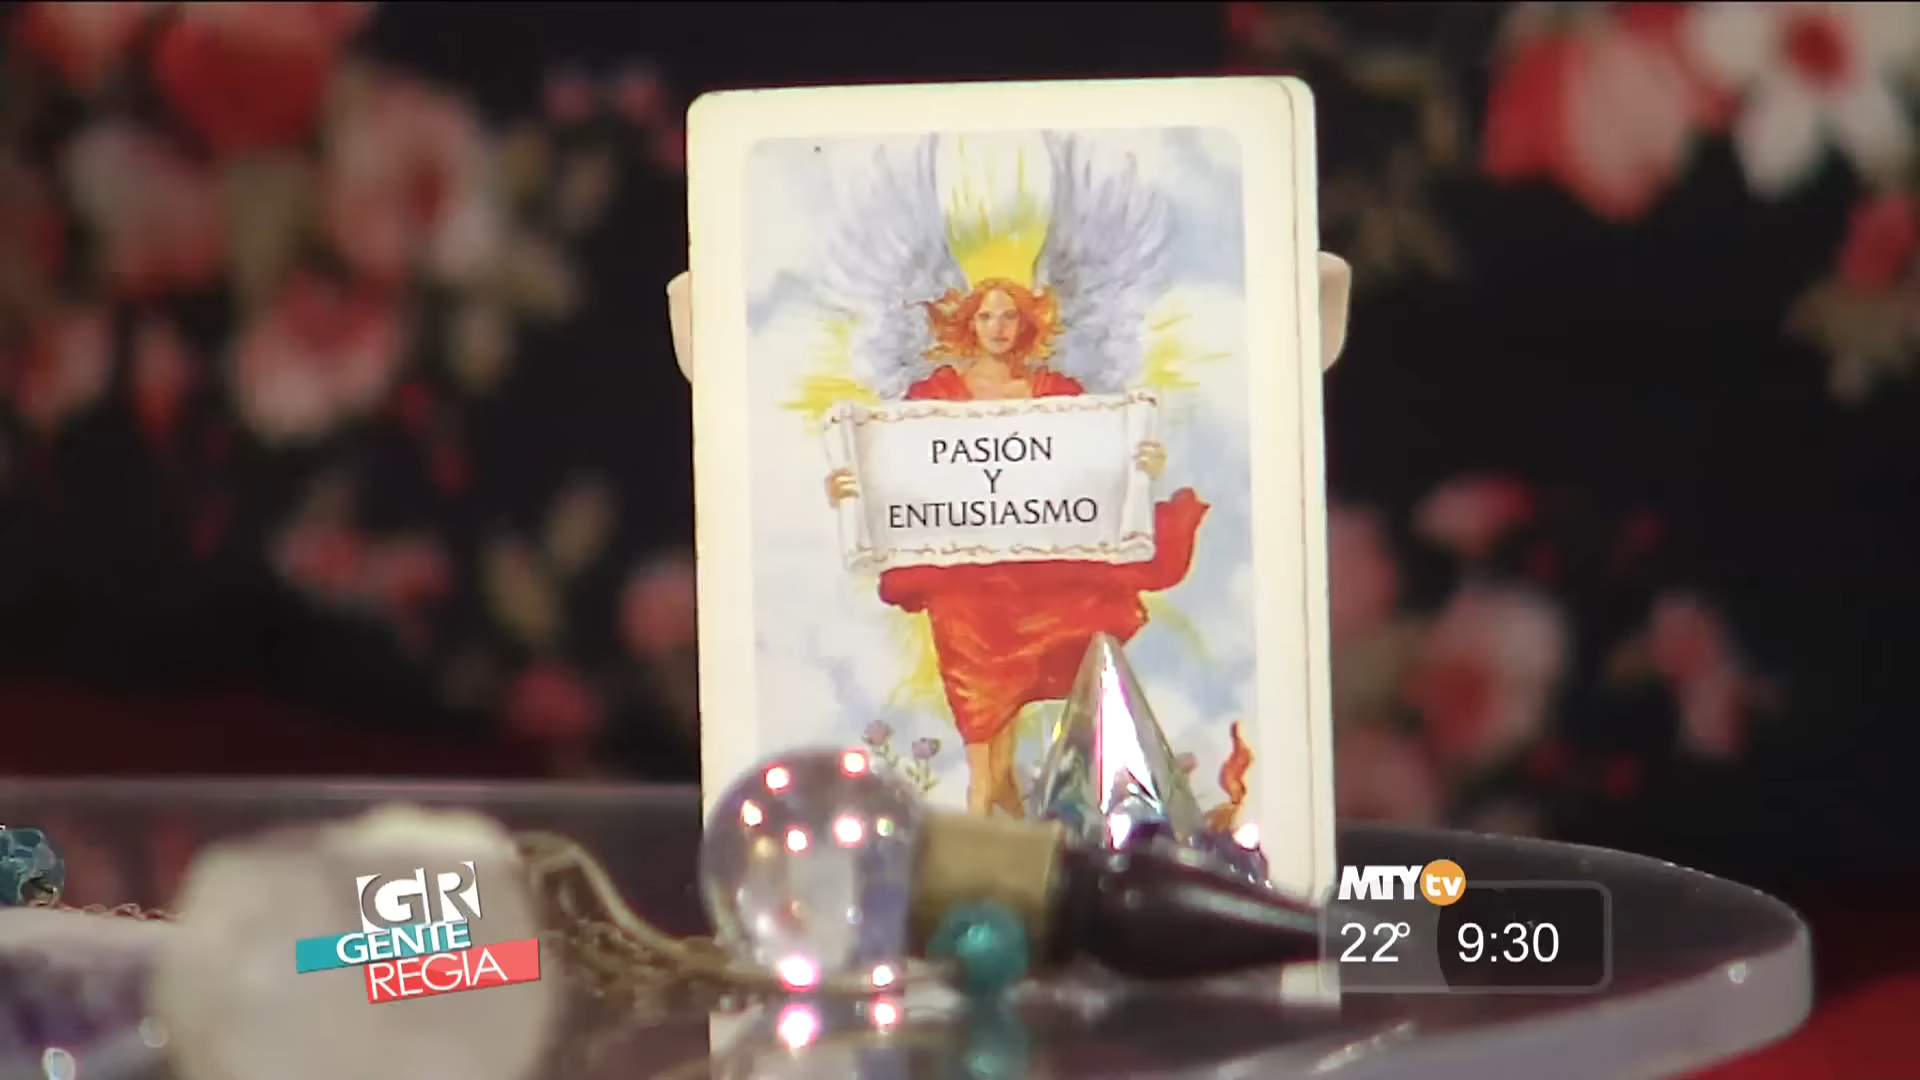 PASIÓN
Y
ENTUSIASMO
GR
GENTE
REGIA
MTYtv
22° 9:30